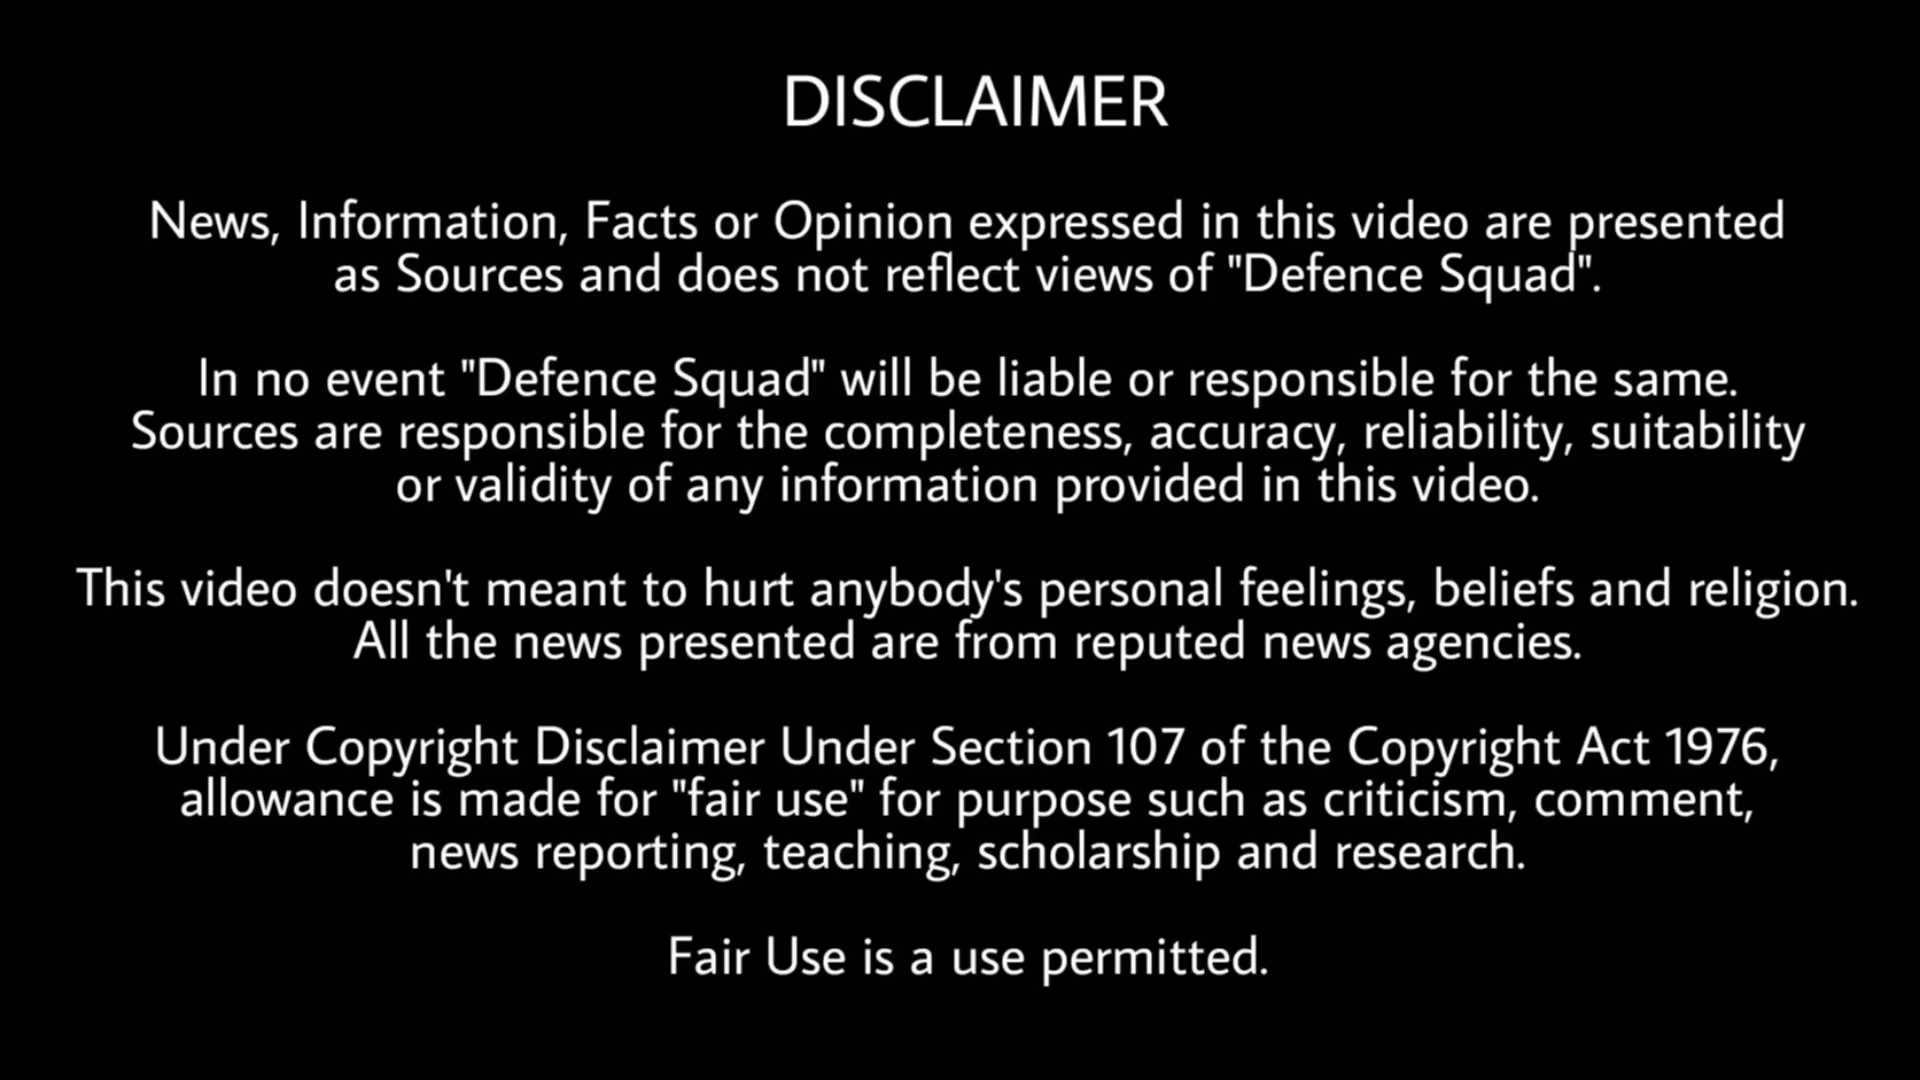 DISCLAIMER
News, Information, Facts or Opinion expressed in this video are presented
as Sources and does not reflect views of "Defence Squad".
In no event "Defence Squad" will be liable or responsible for the same.
Sources are responsible for the completeness, accuracy, reliability, suitability
or validity of any information provided in this video.
This video doesn't meant to hurt anybody's personal feelings, beliefs and religion.
All the news presented are from reputed news agencies.
Under Copyright Disclaimer Under Section 107 of the Copyright Act 1976,
allowance is made for "fair use" for purpose such as criticism, comment,
news reporting, teaching, scholarship and research.
Fair Use is a use permitted.